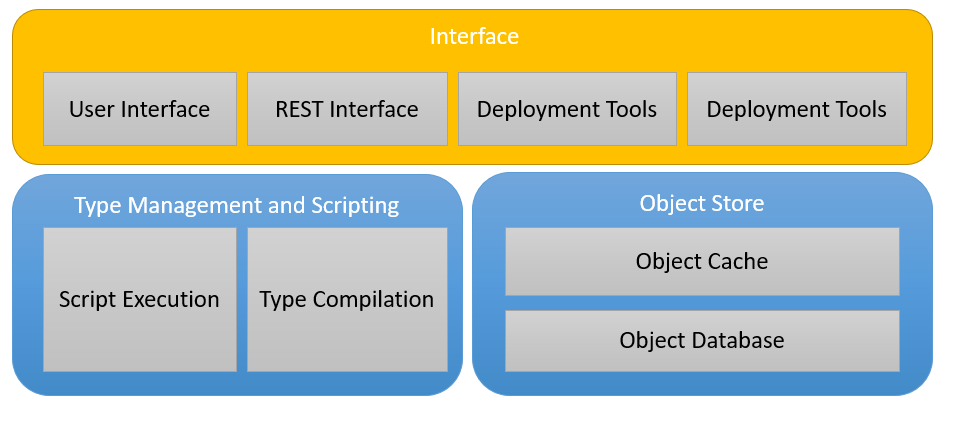 Interface
User Interface
REST Interface
Deployment Tools
Deployment Tools
Type Management and Scripting
Script Execution
Type Compilation
Object Store
Object Cache
Object Database